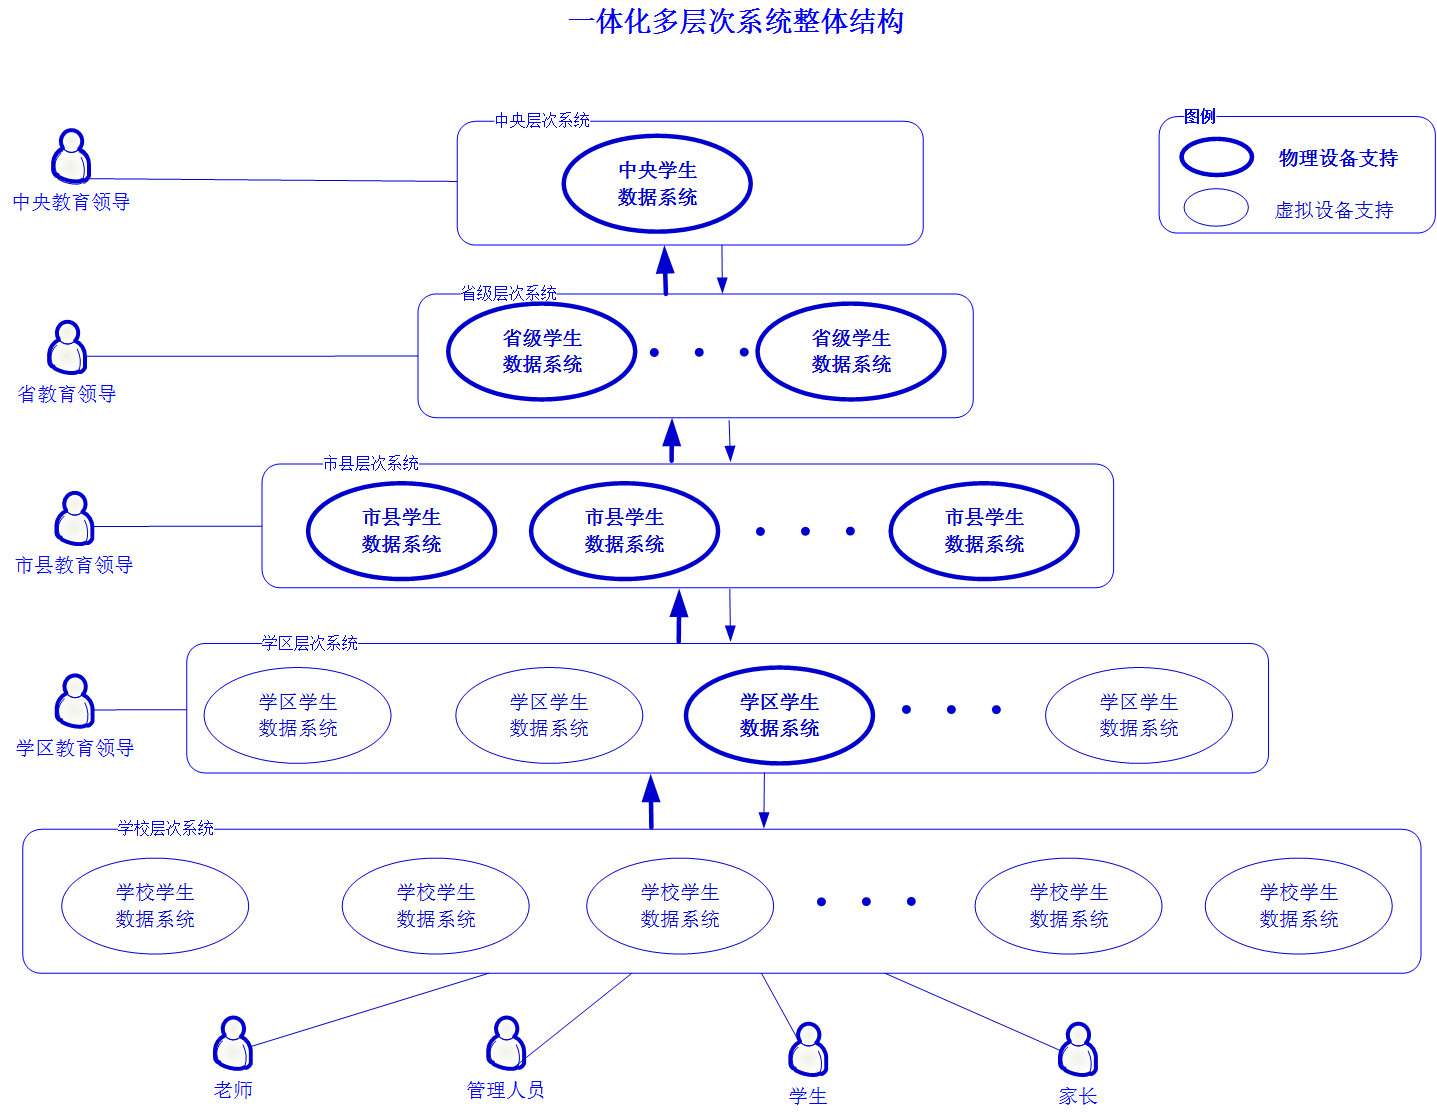 一体化多层次系统整体结构
中央层次系统
中央学生
数据系统
中央教育领导
图例
物理设备支持
虚拟设备支持
省级层次系统
省级学生
数据系统
省级学生
数据系统
省教育领导
市县层次系统
市县学生
数据系统
市县学生
数据系统
市县学生
数据系统
市县教育领导
学区层次系统
学区学生
数据系统
学区学生
数据系统
学区学生
数据系统
学区学生
数据系统
学区教育领导
学校层次系统
学校学生
数据系统
学校学生
数据系统
学校学生
数据系统
学校学生
数据系统
学校学生
数据系统
老师
管理人员
学生
家长